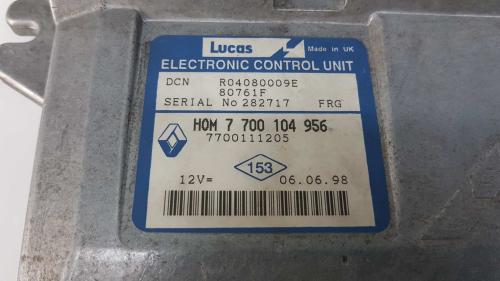 Lucas Made in UK
ELECTRONIC CONTROL UNIT
DCN R04080009E
80761F
SERIAL No 282717 FRG
HOM 7 700 104 956
7700111205
153
12V= 06.06.98